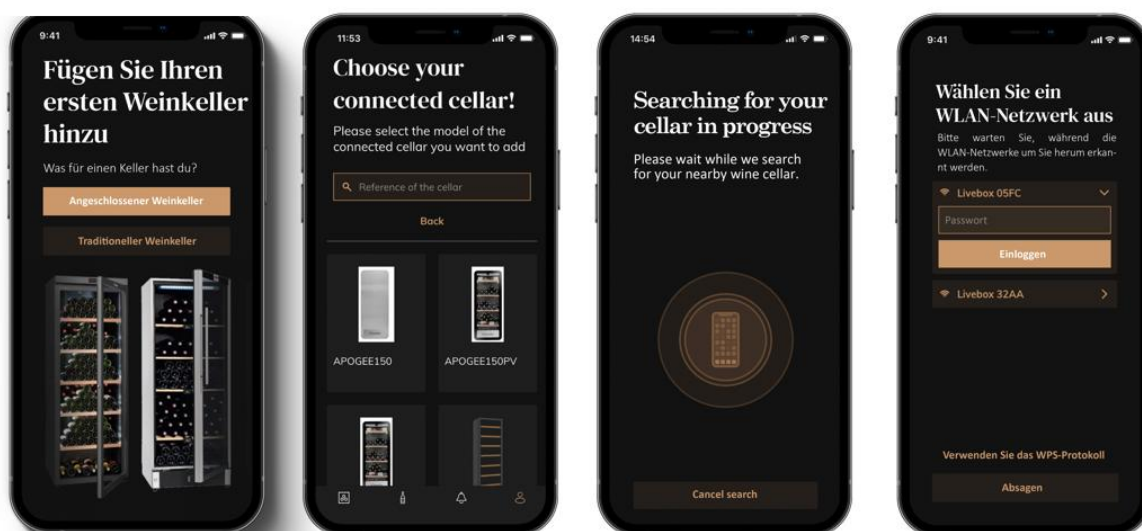 9:41
Fügen Sie Ihren
ersten Weinkeller
hinzu
Was für einen Keller hast du?
Angeschlossener Weinkeller
Traditioneller Weinkeller
11:53
Choose your
connected cellar!
Please select the model of the
connected cellar you want to add
Reference of the cellar
Back
APOGEE150
APOGEE150PV
14:54
Searching for your
cellar in progress
Please wait while we search
for your nearby wine cellar.
Cancel search
9:41
Wählen Sie ein
WLAN-Netzwerk aus
Bitte warten Sie, während die
WLAN-Netzwerke um Sie herum erkan-
nt werden.
Livebox 05FC
Passwort
Einloggen
Livebox 32AA
Verwenden Sie das WPS-Protokoll
Absagen